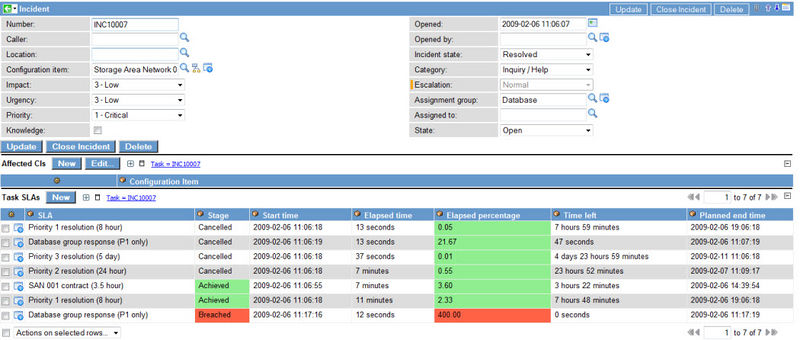 Incident Update Close Incident Delete
Number: INC10007 Opened: 2009-02-06 11:06:07
Caller: Opened by:
Location: Incident state: Resolved
Configuration item: Storage Area Network 0 Category: Inquiry / Help
Impact: 3 - Low Escalation: Normal
Urgency: 3 - Low Assignment group: Database
Priority: 1 - Critical Assigned to:
Knowledge: State: Open
Update Close Incident Delete
Affected CIs New Edit... Task = INC10007
Configuration Item
Task SLAs New Task = INC10007 1 to 7 of 7
SLA Stage Start time Elapsed time Elapsed percentage Time left Planned end time
Priority 1 resolution (8 hour) Cancelled 2009-02-06 11:06:18 13 seconds 0.05 7 hours 59 minutes 2009-02-06 19:06:18
Database group response (P1 only) Cancelled 2009-02-06 11:06:19 13 seconds 21.67 47 seconds 2009-02-06 11:07:19
Priority 3 resolution (5 day) Cancelled 2009-02-06 11:06:18 37 seconds 0.01 4 days 23 hours 59 minutes 2009-02-11 11:06:18
Priority 2 resolution (24 hour) Cancelled 2009-02-06 11:06:18 7 minutes 0.55 23 hours 52 minutes 2009-02-07 11:09:17
SAN 001 contract (3.5 hour) Achieved 2009-02-06 11:06:55 7 minutes 3.60 3 hours 22 minutes 2009-02-06 14:39:54
Priority 1 resolution (8 hour) Achieved 2009-02-06 11:06:18 11 minutes 2.33 7 hours 48 minutes 2009-02-06 19:06:18
Database group response (P1 only) Breached 2009-02-06 11:17:16 12 seconds 400.00 0 seconds 2009-02-06 11:17:19
Actions on selected rows... 1 to 7 of 7